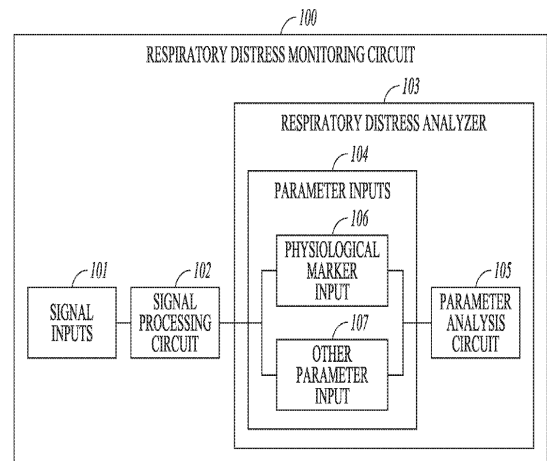 100
RESPIRATORY DISTRESS MONITORING CIRCUIT
103
RESPIRATORY DISTRESS ANALYZER
104
PARAMETER INPUTS
106
PHYSIOLOGICAL
MARKER
INPUT
101
SIGNAL
INPUTS
102
SIGNAL
PROCESSING
CIRCUIT
105
PARAMETER
ANALYSIS
CIRCUIT
107
OTHER
PARAMETER
INPUT